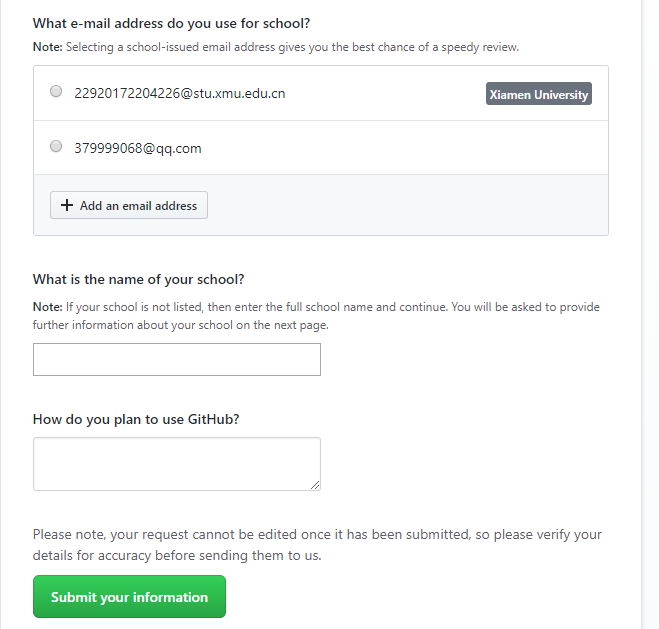 What e-mail address do you use for school?
Note: Selecting a school-issued email address gives you the best chance of a speedy review.
22920172204226@stu.xmu.edu.cn
Xiamen University
379999068@qq.com
+ Add an email address
What is the name of your school?
Note: If your school is not listed, then enter the full school name and continue. You will be asked to provide
further information about your school on the next page.
How do you plan to use GitHub?
Please note, your request cannot be edited once it has been submitted, so please verify your
details for accuracy before sending them to us.
Submit your information